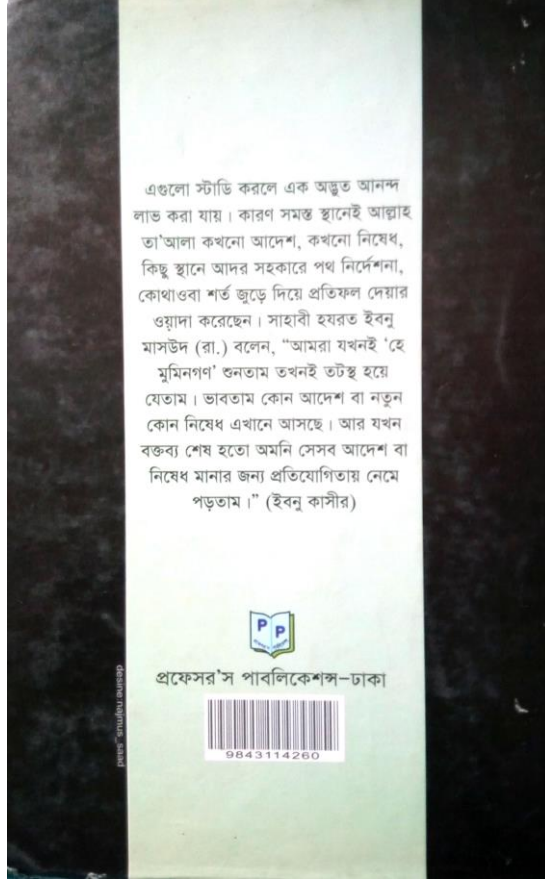 এগুলো স্টাডি করলে এক অদ্ভুত আনন্দ
লাভ করা যায়। কারণ সমস্ত স্থানেই আল্লাহ
তা'আলা কখনো আদেশ, কখনো নিষেধ,
কিছু স্থানে আদর সহকারে পথ নির্দেশনা,
কোথাওবা শর্ত জুড়ে দিয়ে প্রতিফল দেয়ার
ওয়াদা করেছেন। সাহাবী হযরত ইবনু
মাসউদ (রা.) বলেন, “আমরা যখনই ‘হে
মুমিনগণ’ শুনতাম তখনই তটস্থ হয়ে
যেতাম। ভাবতাম কোন আদেশ বা নতুন
কোন নিষেধ এখানে আসছে। আর যখন
বক্তব্য শেষ হতো অমনি সেসব আদেশ বা
নিষেধ মানার জন্য প্রতিযোগিতায় নেমে
পড়তাম।” (ইবনু কাসীর)
P P
প্রফেসর'স পাবলিকেশন্স-ঢাকা
9843114260
desine:najmus_saad